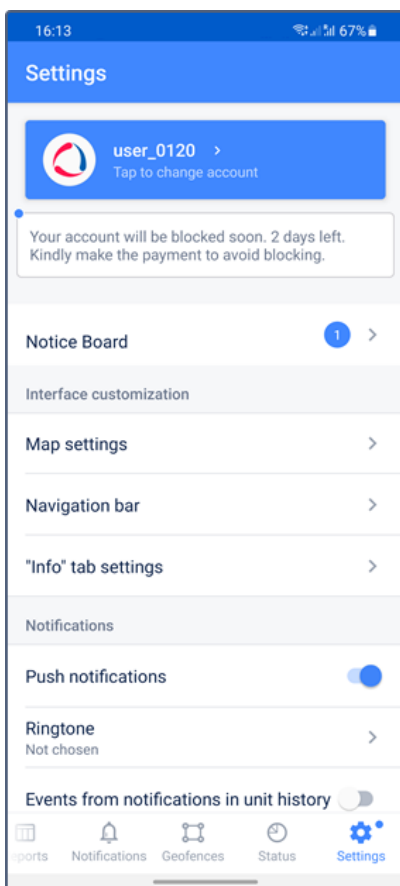 16:13 67%
Settings
user_0120
Tap to change account
Your account will be blocked soon. 2 days left.
Kindly make the payment to avoid blocking.
Notice Board 1
Interface customization
Map settings
Navigation bar
"Info" tab settings
Notifications
Push notifications
Ringtone
Not chosen
Events from notifications in unit history
ports Notifications Geofences Status Settings